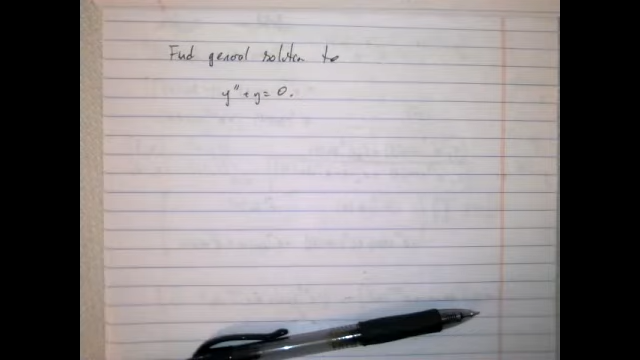 Find general solution to
y'' + y = 0.